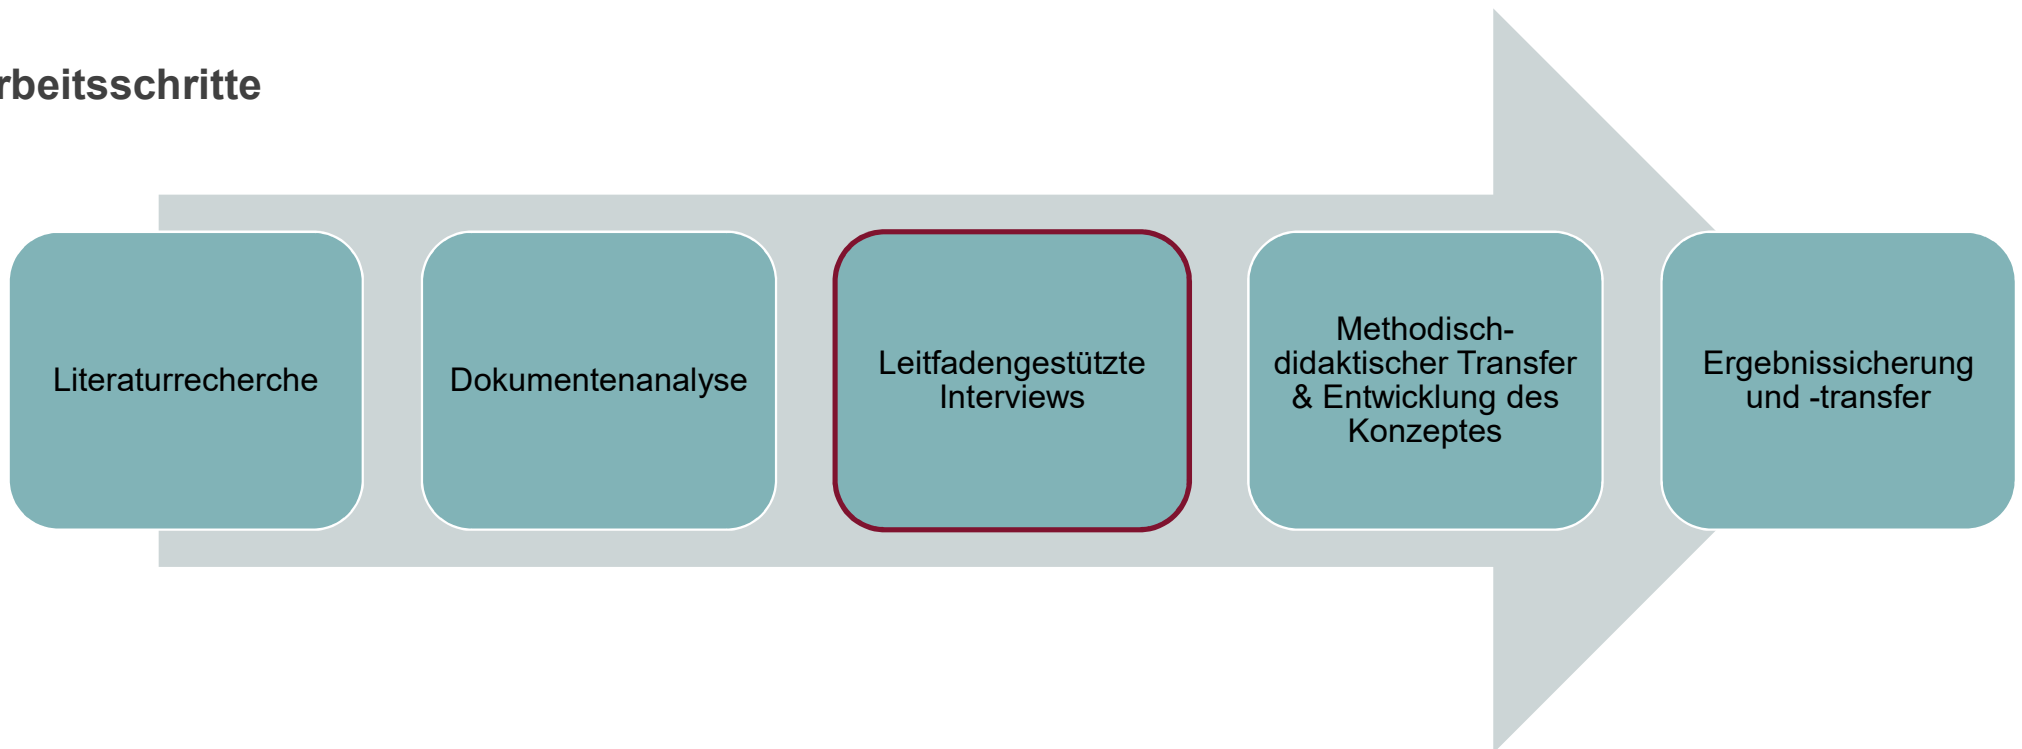 rbeitsschritte
Literaturrecherche
Dokumentenanalyse
Leitfadengestützte
Interviews
Methodisch-
didaktischer Transfer
& Entwicklung des
Konzeptes
Ergebnissicherung
und -transfer